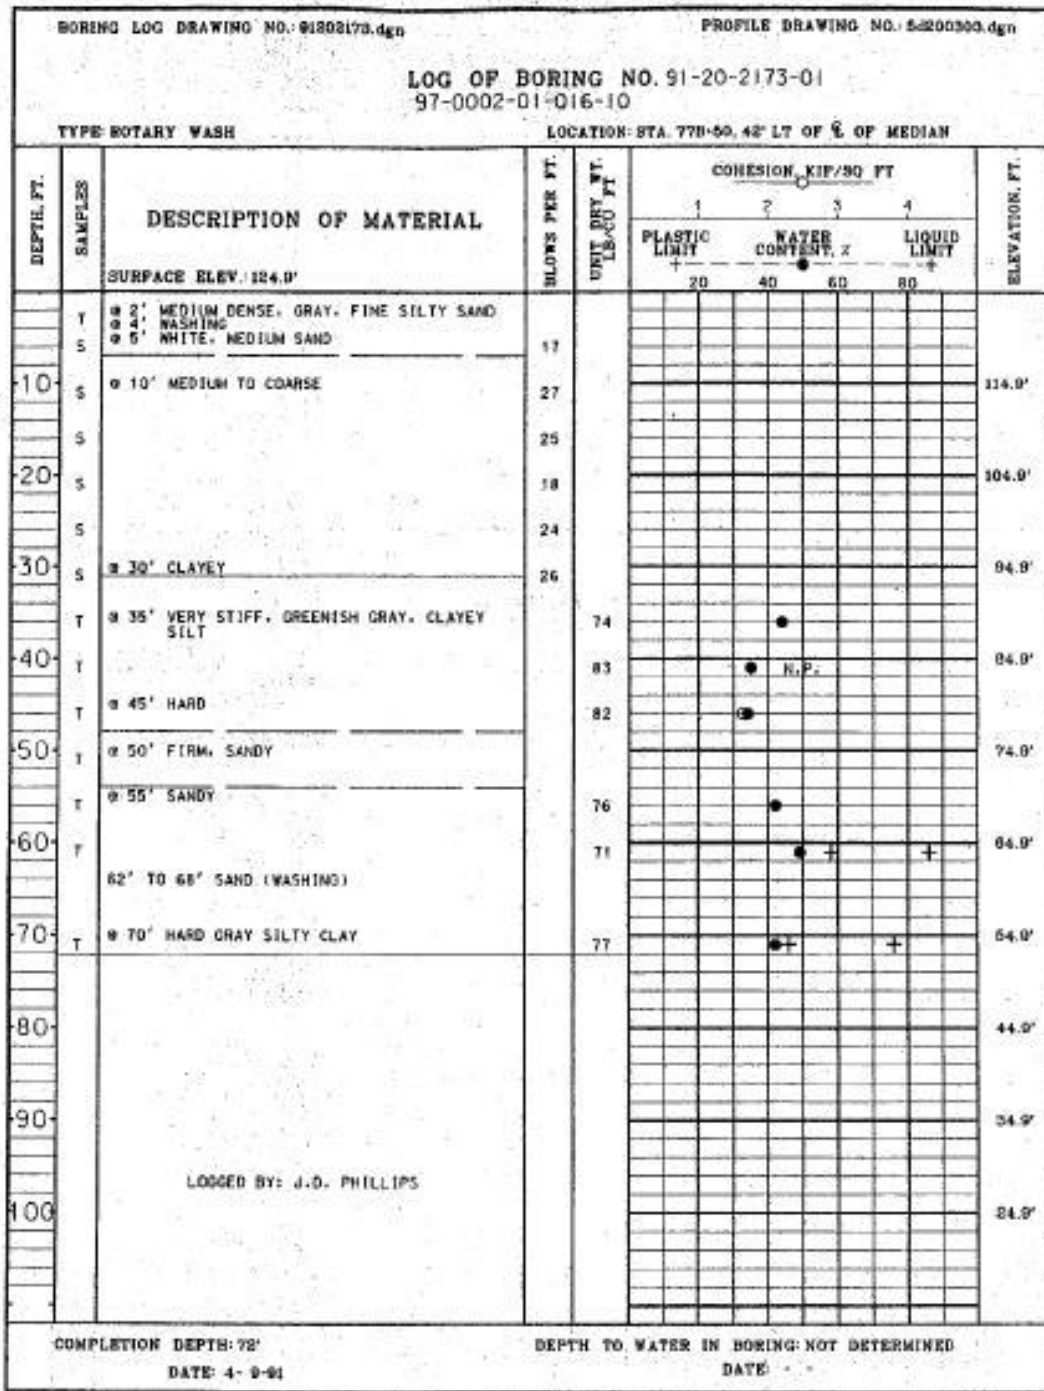 BORING LOG DRAWING NO.: 91202173.dgn
PROFILE DRAWING NO.: 5d200300.dgn
LOG OF BORING NO. 91-20-2173-01
97-0002-01-016-10
TYPE: ROTARY WASH
LOCATION: STA. 778+50, 42' LT OF ℄ OF MEDIAN
DEPTH, FT.
SAMPLES
DESCRIPTION OF MATERIAL
SURFACE ELEV.: 124.9'
BLOWS PER FT.
UNIT DRY WT. LB/CU FT
COHESION, KIP/SQ FT
1 2 3 4
PLASTIC LIMIT
WATER CONTENT, %
LIQUID LIMIT
20 40 60 80
ELEVATION, FT.
T @ 2' MEDIUM DENSE, GRAY, FINE SILTY SAND
@ 4' WASHING
S @ 5' WHITE, MEDIUM SAND 17
10 S @ 10' MEDIUM TO COARSE 27 114.9'
S 25
20 S 18 104.9'
S 24
30 S @ 30' CLAYEY 26 94.9'
T @ 35' VERY STIFF, GREENISH GRAY, CLAYEY 74
SILT
40 T 83 N.P. 84.9'
T @ 45' HARD 82
50 T @ 50' FIRM, SANDY 74.9'
T @ 55' SANDY 76
60 T 71 64.9'
62' TO 68' SAND (WASHING)
70 T @ 70' HARD GRAY SILTY CLAY 77 54.9'
80 44.9'
90 34.9'
LOGGED BY: J.D. PHILLIPS
100 24.9'
COMPLETION DEPTH: 72'
DEPTH TO WATER IN BORING: NOT DETERMINED
DATE: 4-9-91
DATE: - -